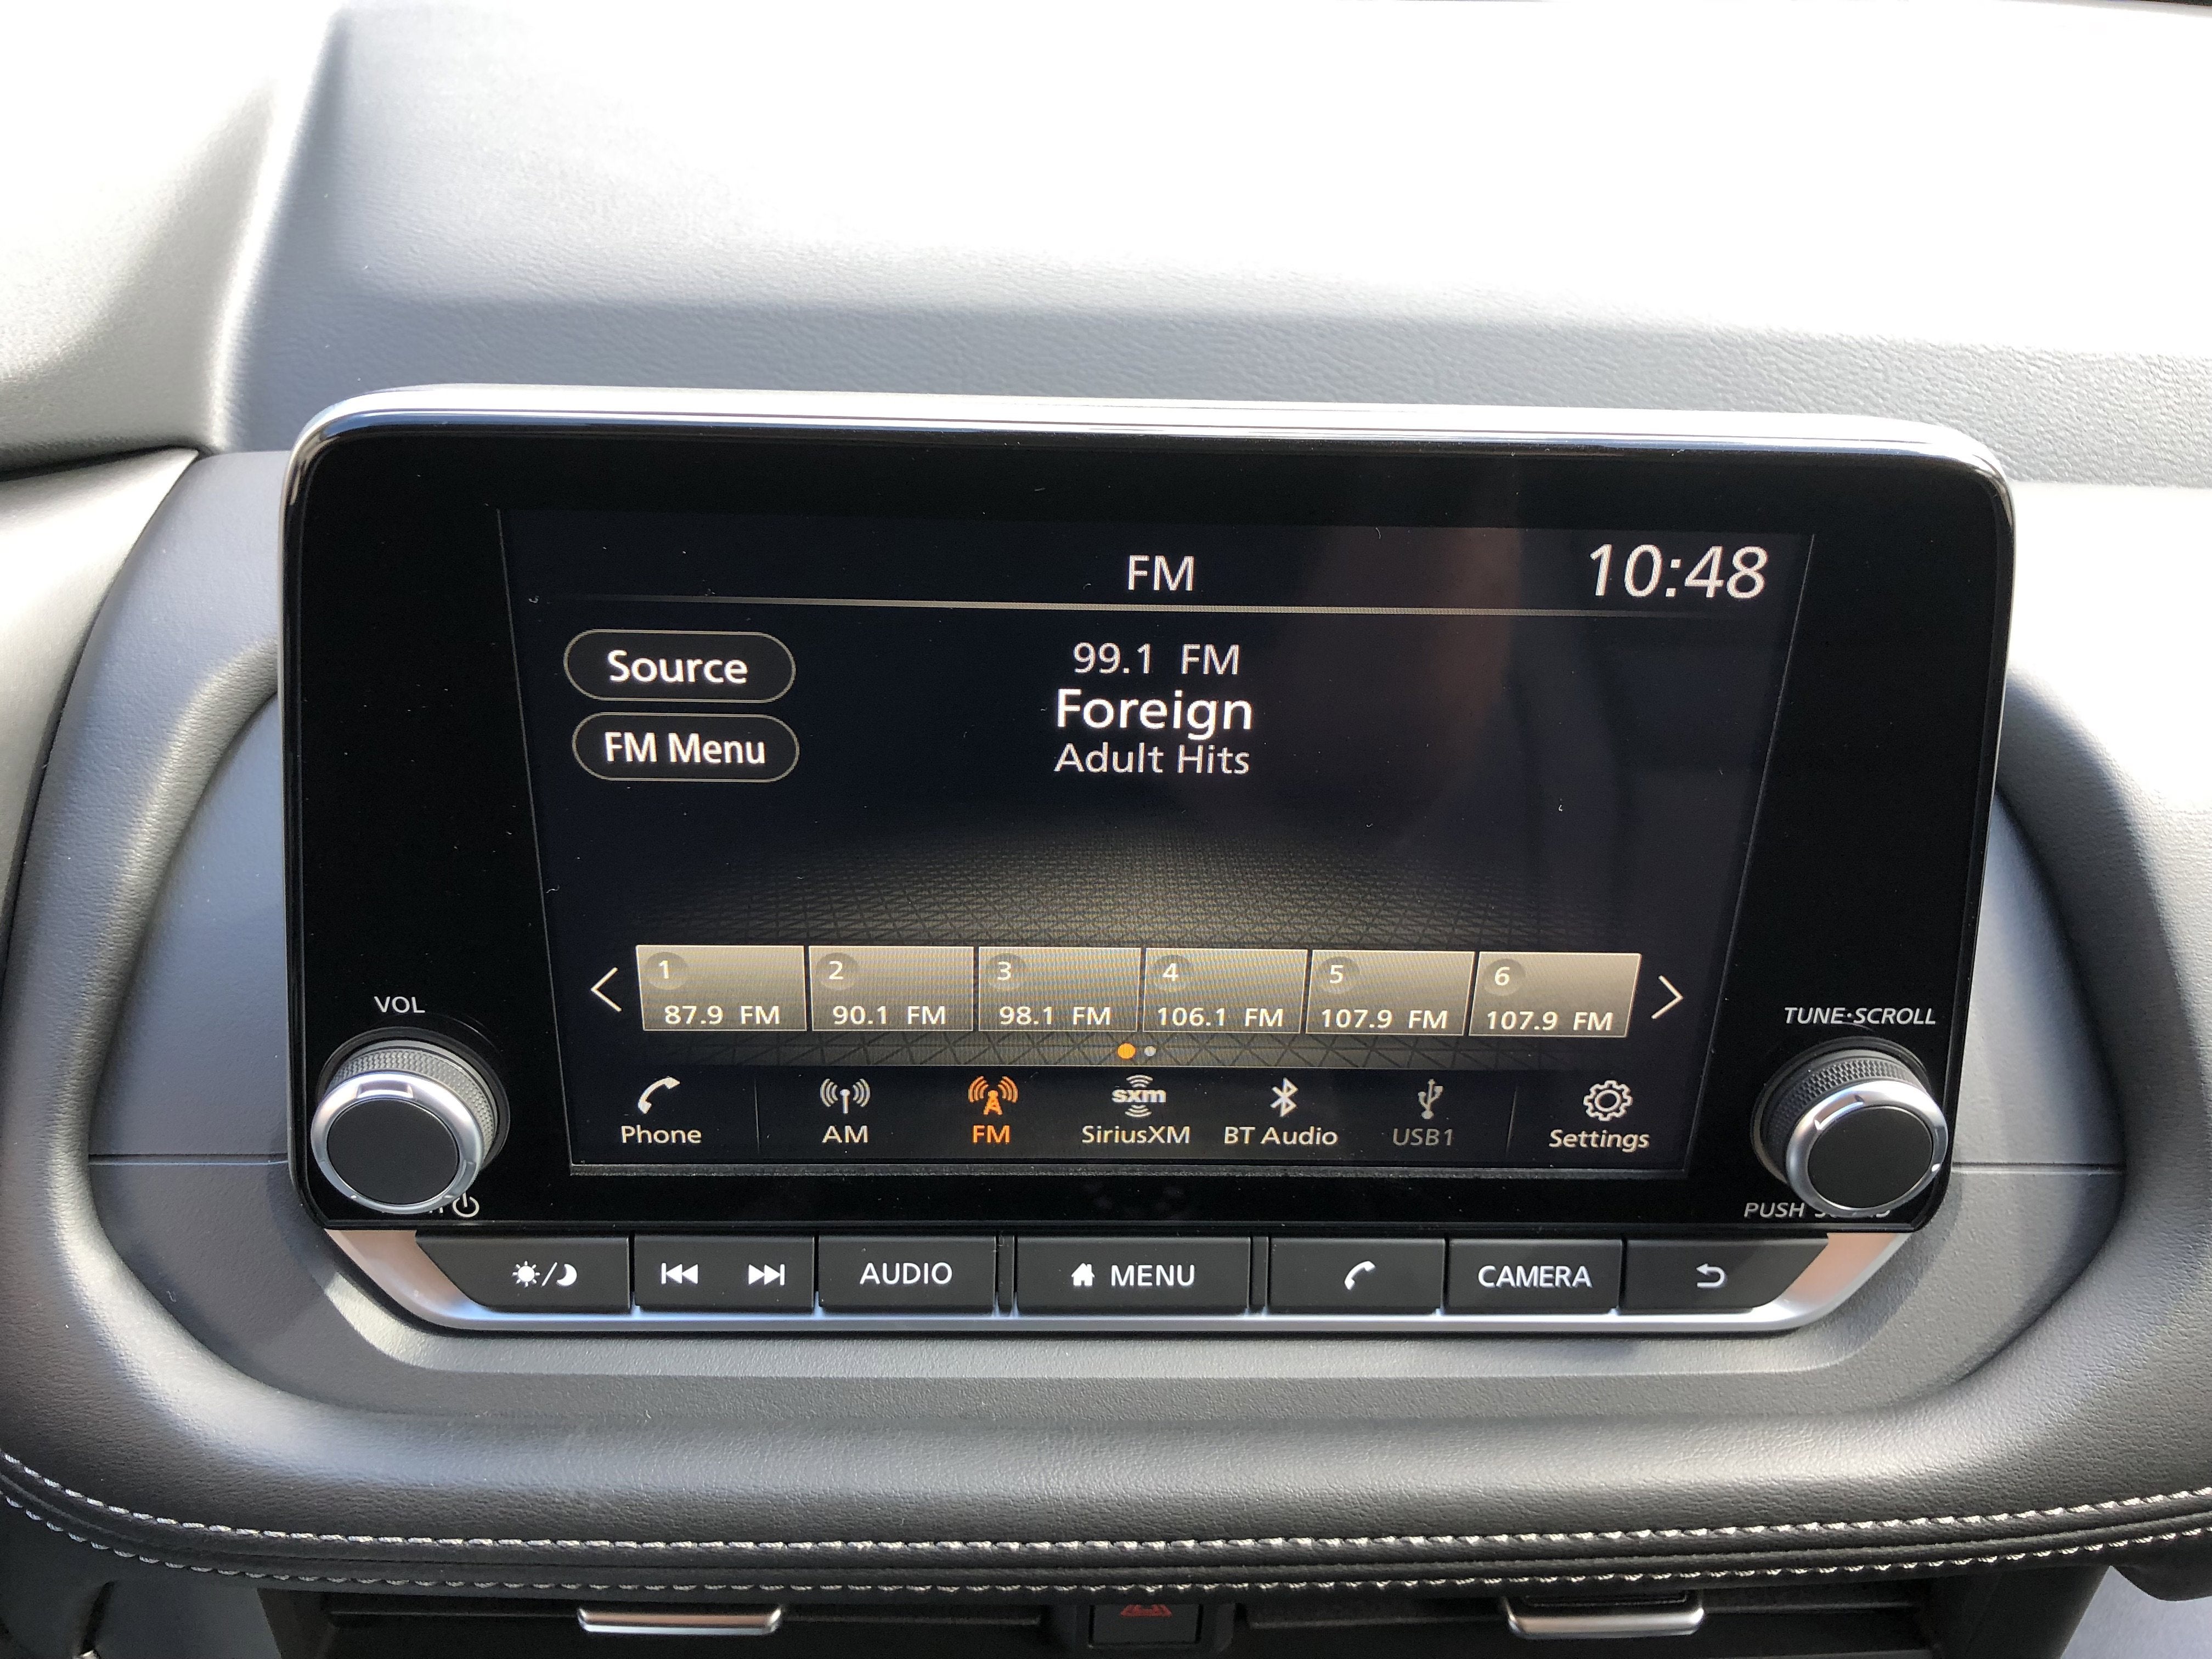 FM
10:48
Source
99.1 FM
Foreign
FM Menu
Adult Hits
1
2
3
4
5
6
87.9 FM
90.1 FM
98.1 FM
106.1 FM
107.9 FM
107.9 FM
VOL
TUNE·SCROLL
sxm
Phone
AM
FM
SiriusXM
BT Audio
USB1
Settings
PUSH
AUDIO
MENU
CAMERA